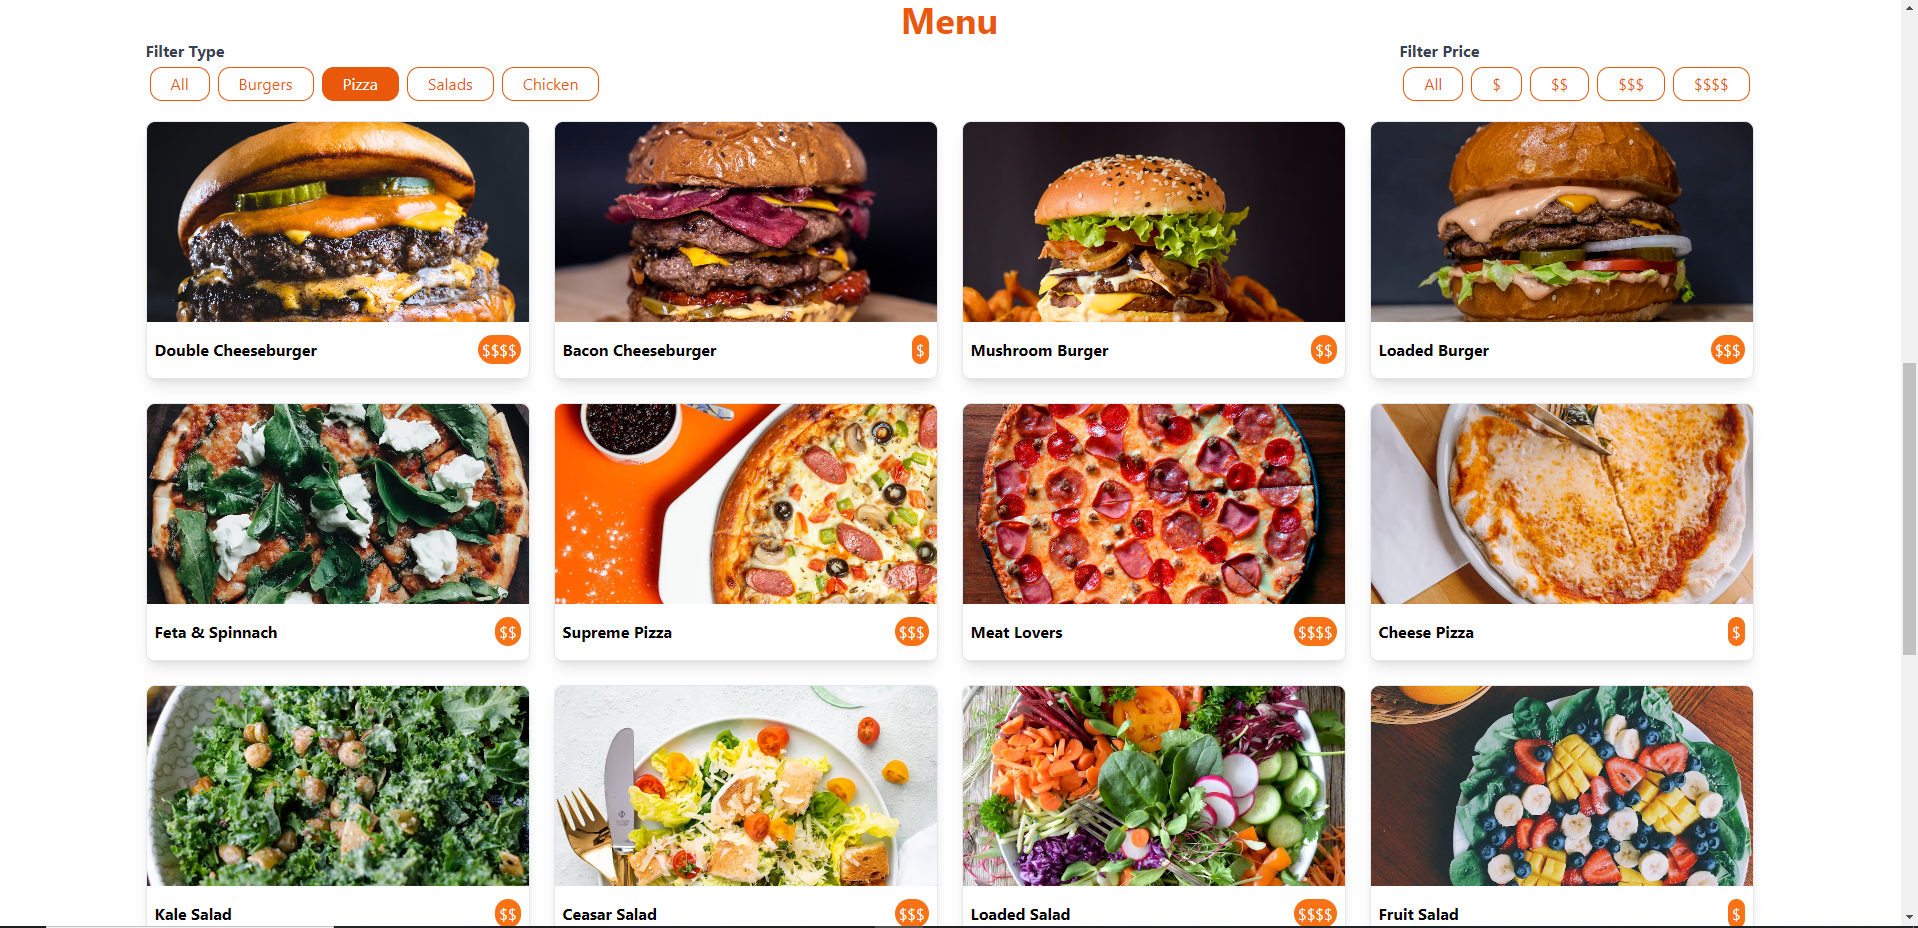 Menu
Filter Type
Filter Price
All Burgers Pizza Salads Chicken
All $ $$ $$$ $$$$
Double Cheeseburger $$$$
Bacon Cheeseburger $
Mushroom Burger $$
Loaded Burger $$$
Feta & Spinnach $$
Supreme Pizza $$$
Meat Lovers $$$$
Cheese Pizza $
Kale Salad $$
Ceasar Salad $$$
Loaded Salad $$$$
Fruit Salad $